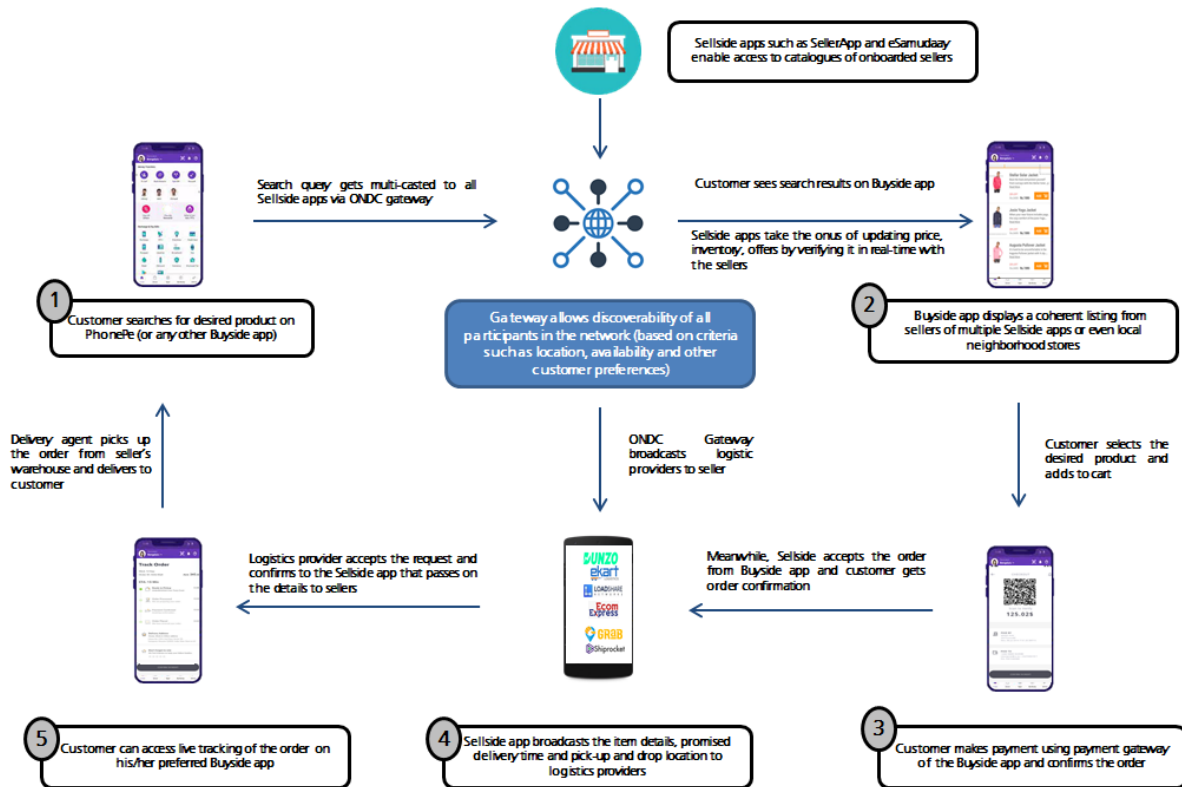 Sellside apps such as SellerApp and eSamudaay
enable access to catalogues of onboarded sellers
Search query gets multi-casted to all
Sellside apps via ONDC gateway
Customer sees search results on Buyside app
Sellside apps take the onus of updating price,
inventory, offers by verifying it in real-time with
the sellers
1
Customer searches for desired product on
PhonePe (or any other Buyside app)
Gateway allows discoverability of all
participants in the network (based on criteria
such as location, availability and other
customer preferences)
2
Buyside app displays a coherent listing from
sellers of multiple Sellside apps or even local
neighborhood stores
Delivery agent picks up
the order from seller's
warehouse and delivers to
customer
ONDC Gateway
broadcasts logistic
providers to seller
Customer selects the
desired product and
adds to cart
Logistics provider accepts the request and
confirms to the Sellside app that passes on
the details to sellers
Meanwhile, Sellside accepts the order
from Buyside app and customer gets
order confirmation
Track Order
DUNZO
ekart
LOADSHARE
NETWORKS
Ecom
Express
GRAB
Shiprocket
125.02$
5
Customer can access live tracking of the order on
his/her preferred Buyside app
4
Sellside app broadcasts the item details, promised
delivery time and pick-up and drop location to
logistics providers
3
Customer makes payment using payment gateway
of the Buyside app and confirms the order